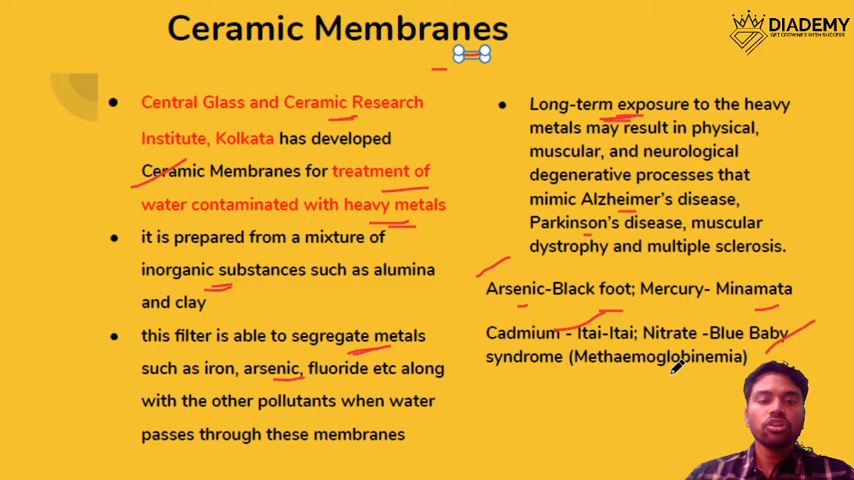 Ceramic Membranes
DIADEMY
GET CROWNED WITH SUCCESS
Central Glass and Ceramic Research
Institute, Kolkata has developed
Ceramic Membranes for treatment of
water contaminated with heavy metals
it is prepared from a mixture of
inorganic substances such as alumina
and clay
this filter is able to segregate metals
such as iron, arsenic, fluoride etc along
with the other pollutants when water
passes through these membranes
Long-term exposure to the heavy
metals may result in physical,
muscular, and neurological
degenerative processes that
mimic Alzheimer's disease,
Parkinson's disease, muscular
dystrophy and multiple sclerosis.
Arsenic-Black foot; Mercury- Minamata
Cadmium - Itai-Itai; Nitrate -Blue Baby
syndrome (Methaemoglobinemia)